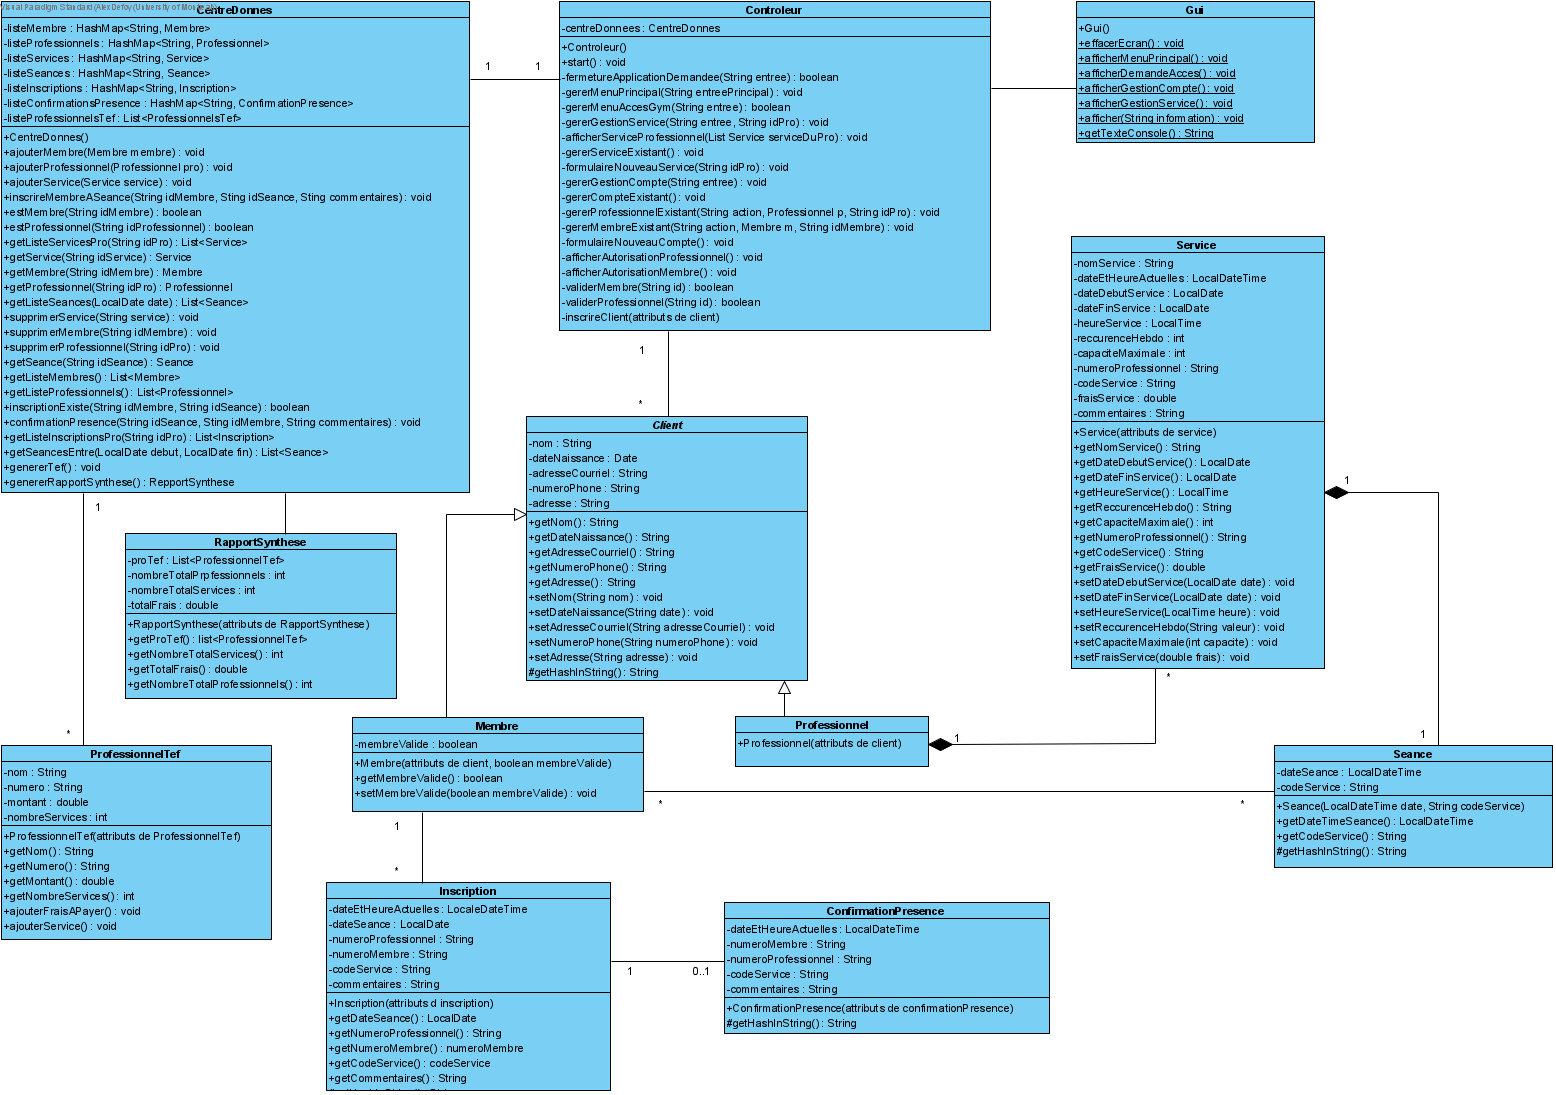 Visual Paradigm Standard (Alex Defoy (University of Montreal))
CentreDonnes
-listeMembre : HashMap<String, Membre>
-listeProfessionnels : HashMap<String, Professionnel>
-listeServices : HashMap<String, Service>
-listeSeances : HashMap<String, Seance>
-listeInscriptions : HashMap<String, Inscription>
-listeConfirmationsPresence : HashMap<String, ConfirmationPresence>
-listeProfessionnelsTef : List<ProfessionnelsTef>
+CentreDonnes()
+ajouterMembre(Membre membre) : void
+ajouterProfessionnel(Professionnel pro) : void
+ajouterService(Service service) : void
+inscrireMembreASeance(String idMembre, Sting idSeance, Sting commentaires) : void
+estMembre(String idMembre) : boolean
+estProfessionnel(String idProfessionnel) : boolean
+getListeServicesPro(String idPro) : List<Service>
+getService(String idService) : Service
+getMembre(String idMembre) : Membre
+getProfessionnel(String idPro) : Professionnel
+getListeSeances(LocalDate date) : List<Seance>
+supprimerService(String service) : void
+supprimerMembre(String idMembre) : void
+supprimerProfessionnel(String idPro) : void
+getSeance(String idSeance) : Seance
+getListeMembres() : List<Membre>
+getListeProfessionnels() : List<Professionnel>
+inscriptionExiste(String idMembre, String idSeance) : boolean
+confirmationPresence(String idSeance, Sting idMembre, String commentaires) : void
+getListeInscriptionsPro(String idPro) : List<Inscription>
+getSeancesEntre(LocalDate debut, LocalDate fin) : List<Seance>
+genererTef() : void
+genererRapportSynthese() : RepportSynthese
1
1
Controleur
-centreDonnees : CentreDonnes
+Controleur()
+start() : void
-fermetureApplicationDemandee(String entree) : boolean
-gererMenuPrincipal(String entreePrincipal) : void
-gererMenuAccesGym(String entree) : boolean
-gererGestionService(String entree, String idPro) : void
-afficherServiceProfessionnel(List Service serviceDuPro) : void
-gererServiceExistant() : void
-formulaireNouveauService(String idPro) : void
-gererGestionCompte(String entree) : void
-gererCompteExistant() : void
-gererProfessionnelExistant(String action, Professionnel p, String idPro) : void
-gererMembreExistant(String action, Membre m, String idMembre) : void
-formulaireNouveauCompte() : void
-afficherAutorisationProfessionnel() : void
-afficherAutorisationMembre() : void
-validerMembre(String id) : boolean
-validerProfessionnel(String id) : boolean
-inscrireClient(attributs de client)
Gui
+Gui()
+effacerEcran() : void
+afficherMenuPrincipal() : void
+afficherDemandeAcces() : void
+afficherGestionCompte() : void
+afficherGestionService() : void
+afficher(String information) : void
+getTexteConsole() : String
1
*
Service
-nomService : String
-dateEtHeureActuelles : LocalDateTime
-dateDebutService : LocalDate
-dateFinService : LocalDate
-heureService : LocalTime
-reccurenceHebdo : int
-capaciteMaximale : int
-numeroProfessionnel : String
-codeService : String
-fraisService : double
-commentaires : String
+Service(attributs de service)
+getNomService() : String
+getDateDebutService() : LocalDate
+getDateFinService() : LocalDate
+getHeureService() : LocalTime
+getReccurenceHebdo() : String
+getCapaciteMaximale() : int
+getNumeroProfessionnel() : String
+getCodeService() : String
+getFraisService() : double
+setDateDebutService(LocalDate date) : void
+setDateFinService(LocalDate date) : void
+setHeureService(LocalTime heure) : void
+setReccurenceHebdo(String valeur) : void
+setCapaciteMaximale(int capacite) : void
+setFraisService(double frais) : void
1
1
*
Client
-nom : String
-dateNaissance : Date
-adresseCourriel : String
-numeroPhone : String
-adresse : String
+getNom() : String
+getDateNaissance() : String
+getAdresseCourriel() : String
+getNumeroPhone() : String
+getAdresse() : String
+setNom(String nom) : void
+setDateNaissance(String date) : void
+setAdresseCourriel(String adresseCourriel) : void
+setNumeroPhone(String numeroPhone) : void
+setAdresse(String adresse) : void
#getHashInString() : String
1
RapportSynthese
-proTef : List<ProfessionnelTef>
-nombreTotalPrpfessionnels : int
-nombreTotalServices : int
-totalFrais : double
+RapportSynthese(attributs de RapportSynthese)
+getProTef() : list<ProfessionnelTef>
+getNombreTotalServices() : int
+getTotalFrais() : double
+getNombreTotalProfessionnels() : int
*
ProfessionnelTef
-nom : String
-numero : String
-montant : double
-nombreServices : int
+ProfessionnelTef(attributs de ProfessionnelTef)
+getNom() : String
+getNumero() : String
+getMontant() : double
+getNombreServices() : int
+ajouterFraisAPayer() : void
+ajouterService() : void
Membre
-membreValide : boolean
+Membre(attributs de client, boolean membreValide)
+getMembreValide() : boolean
+setMembreValide(boolean membreValide) : void
Professionnel
+Professionnel(attributs de client)
1
*
*
Seance
-dateSeance : LocalDateTime
-codeService : String
+Seance(LocalDateTime date, String codeService)
+getDateTimeSeance() : LocalDateTime
+getCodeService() : String
#getHashInString() : String
1
*
Inscription
-dateEtHeureActuelles : LocaleDateTime
-dateSeance : LocalDate
-numeroProfessionnel : String
-numeroMembre : String
-codeService : String
-commentaires : String
+Inscription(attributs d inscription)
+getDateSeance() : LocalDate
+getNumeroProfessionnel() : String
+getNumeroMembre() : numeroMembre
+getCodeService() : codeService
+getCommentaires() : String
1
0..1
ConfirmationPresence
-dateEtHeureActuelles : LocalDateTime
-numeroMembre : String
-numeroProfessionnel : String
-codeService : String
-commentaires : String
+ConfirmationPresence(attributs de confirmationPresence)
#getHashInString() : String